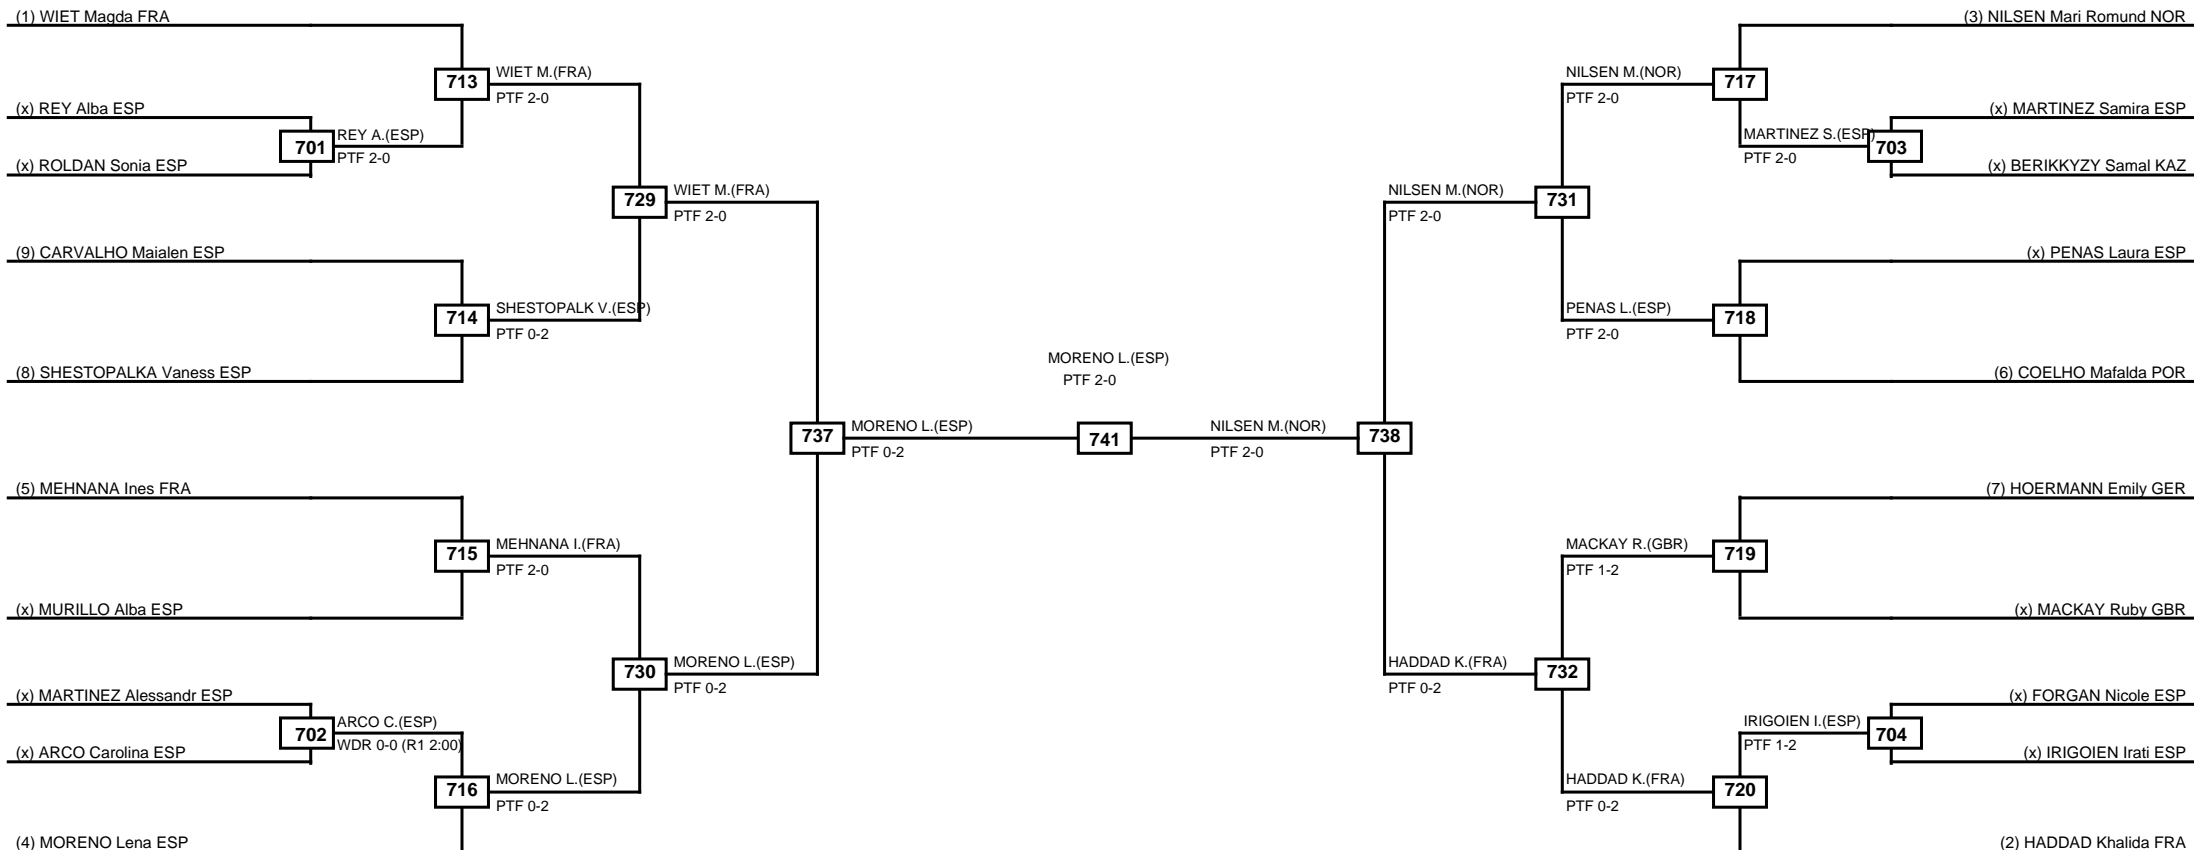 (1) WIET Magda FRA
(3) NILSEN Mari Romund NOR
713
WIET M.(FRA)
PTF 2-0
NILSEN M.(NOR)
PTF 2-0
717
(x) REY Alba ESP
701
REY A.(ESP)
PTF 2-0
(x) ROLDAN Sonia ESP
MARTINEZ S.(ESP)
PTF 2-0
703
(x) MARTINEZ Samira ESP
(x) BERIKKYZY Samal KAZ
729
WIET M.(FRA)
PTF 2-0
NILSEN M.(NOR)
PTF 2-0
731
(9) CARVALHO Maialen ESP
(x) PENAS Laura ESP
714
SHESTOPALK V.(ESP)
PTF 0-2
PENAS L.(ESP)
PTF 2-0
718
(8) SHESTOPALKA Vaness ESP
(6) COELHO Mafalda POR
MORENO L.(ESP)
PTF 2-0
737
MORENO L.(ESP)
PTF 0-2
741
NILSEN M.(NOR)
PTF 2-0
738
(5) MEHNANA Ines FRA
(7) HOERMANN Emily GER
715
MEHNANA I.(FRA)
PTF 2-0
MACKAY R.(GBR)
PTF 1-2
719
(x) MURILLO Alba ESP
(x) MACKAY Ruby GBR
730
MORENO L.(ESP)
PTF 0-2
HADDAD K.(FRA)
PTF 0-2
732
(x) MARTINEZ Alessandr ESP
702
ARCO C.(ESP)
WDR 0-0 (R1 2:00)
(x) ARCO Carolina ESP
IRIGOIEN I.(ESP)
PTF 1-2
704
(x) FORGAN Nicole ESP
(x) IRIGOIEN Irati ESP
716
MORENO L.(ESP)
PTF 0-2
HADDAD K.(FRA)
PTF 0-2
720
(4) MORENO Lena ESP
(2) HADDAD Khalida FRA